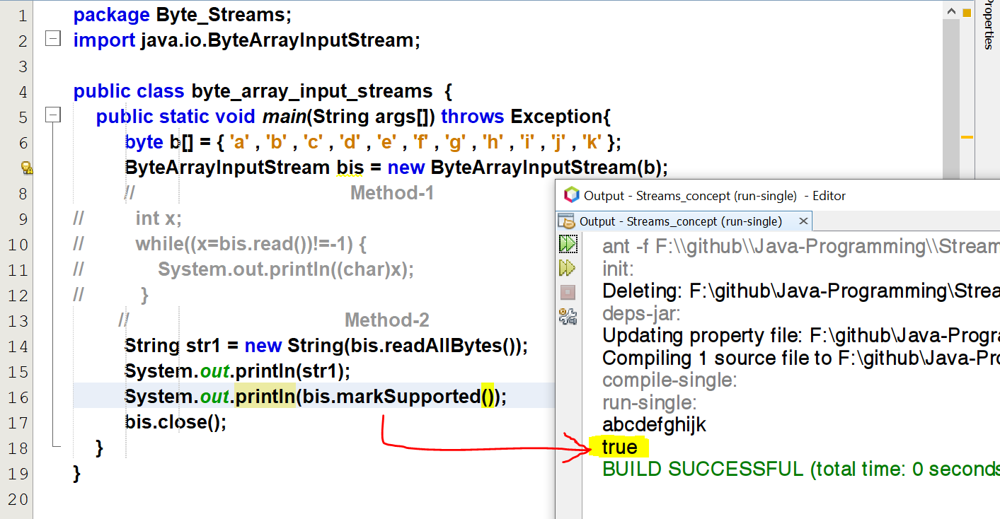 1 package Byte_Streams;
2 import java.io.ByteArrayInputStream;
3
4 public class byte_array_input_streams {
5 public static void main(String args[]) throws Exception{
6 byte b[] = { 'a' , 'b' , 'c' , 'd' , 'e' , 'f' , 'g' , 'h' , 'i' , 'j' , 'k' };
ByteArrayInputStream bis = new ByteArrayInputStream(b);
8 // Method-1
9 // int x;
10 // while((x=bis.read())!=-1) {
11 // System.out.println((char)x);
12 // }
13 // Method-2
14 String str1 = new String(bis.readAllBytes());
15 System.out.println(str1);
16 System.out.println(bis.markSupported());
17 bis.close();
18 }
19 }
20
Properties
Output - Streams_concept (run-single) - Editor
Output - Streams_concept (run-single)
ant -f F:\\github\\Java-Programming\\Stream
init:
Deleting: F:\github\Java-Programming\Strea
deps-jar:
Updating property file: F:\github\Java-Progra
Compiling 1 source file to F:\github\Java-Pro
compile-single:
run-single:
abcdefghijk
true
BUILD SUCCESSFUL (total time: 0 seconds